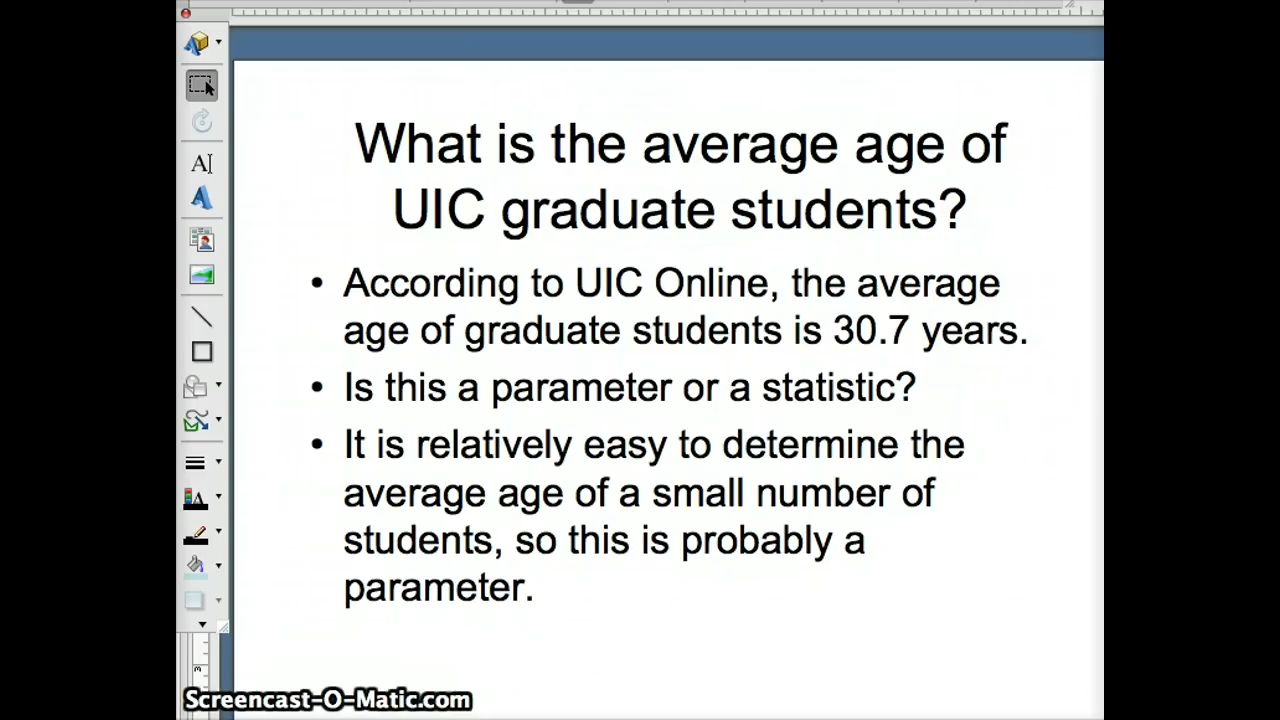 What is the average age of
UIC graduate students?
• According to UIC Online, the average
age of graduate students is 30.7 years.
• Is this a parameter or a statistic?
• It is relatively easy to determine the
average age of a small number of
students, so this is probably a
parameter.
Screencast-O-Matic.com